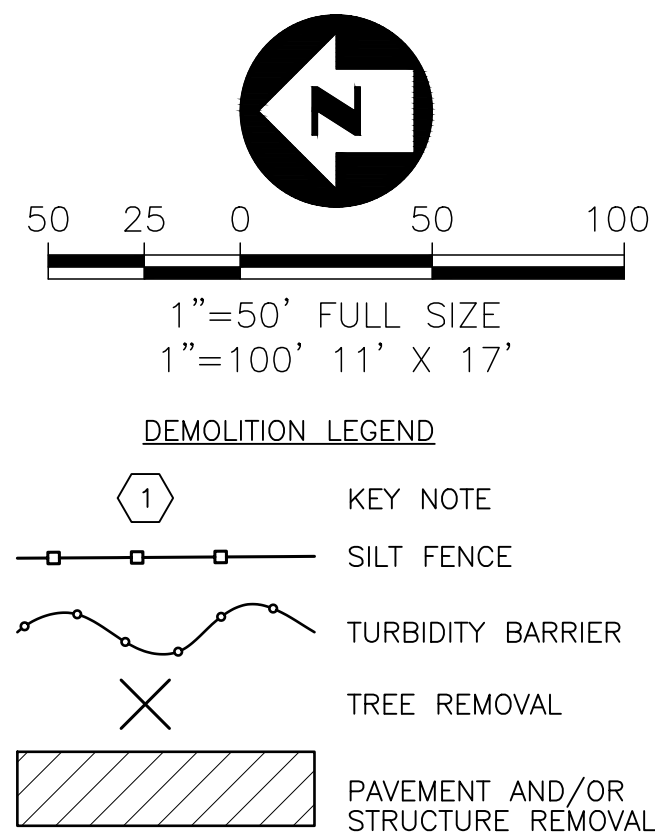 N
50 25 0 50 100
1”=50’ FULL SIZE
1”=100’ 11’ X 17’
DEMOLITION LEGEND
1 KEY NOTE
SILT FENCE
TURBIDITY BARRIER
TREE REMOVAL
PAVEMENT AND/OR
STRUCTURE REMOVAL